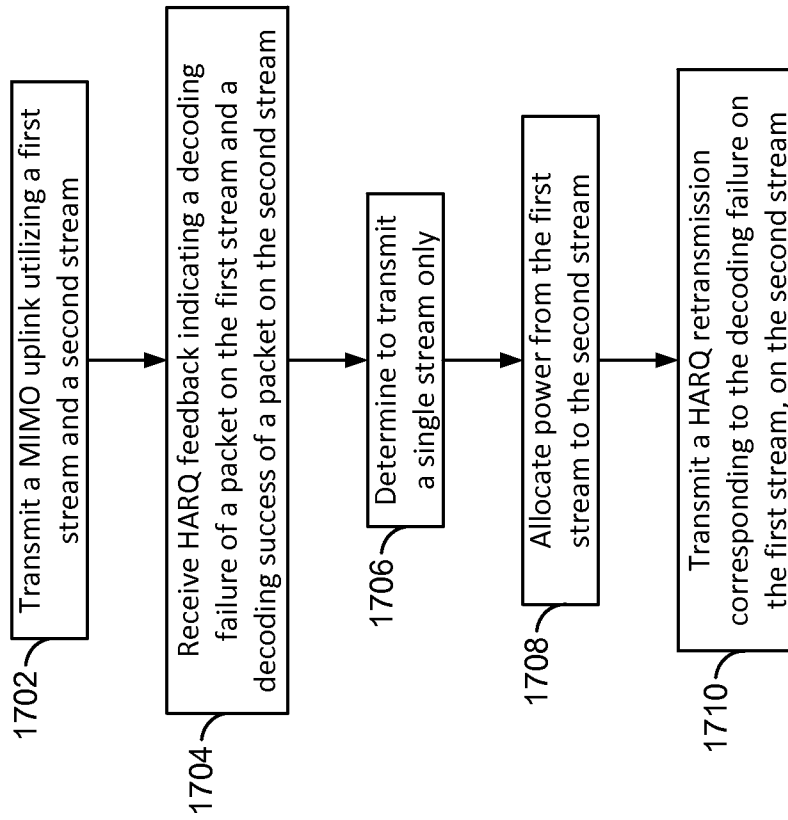 1702
Transmit a MIMO uplink utilizing a first
stream and a second stream
1704
Receive HARQ feedback indicating a decoding
failure of a packet on the first stream and a
decoding success of a packet on the second stream
1706
Determine to transmit
a single stream only
1708
Allocate power from the first
stream to the second stream
1710
Transmit a HARQ retransmission
corresponding to the decoding failure on
the first stream, on the second stream